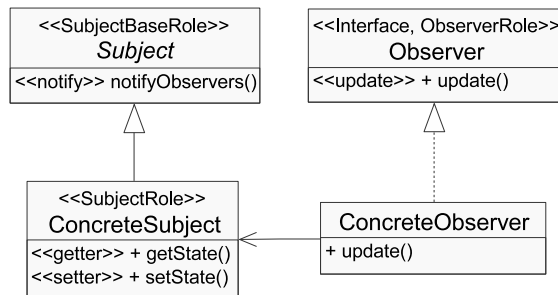 <<SubjectBaseRole>>
Subject
<<notify>> notifyObservers()
<<Interface, ObserverRole>>
Observer
<<update>> + update()
<<SubjectRole>>
ConcreteSubject
<<getter>> + getState()
<<setter>> + setState()
ConcreteObserver
+ update()